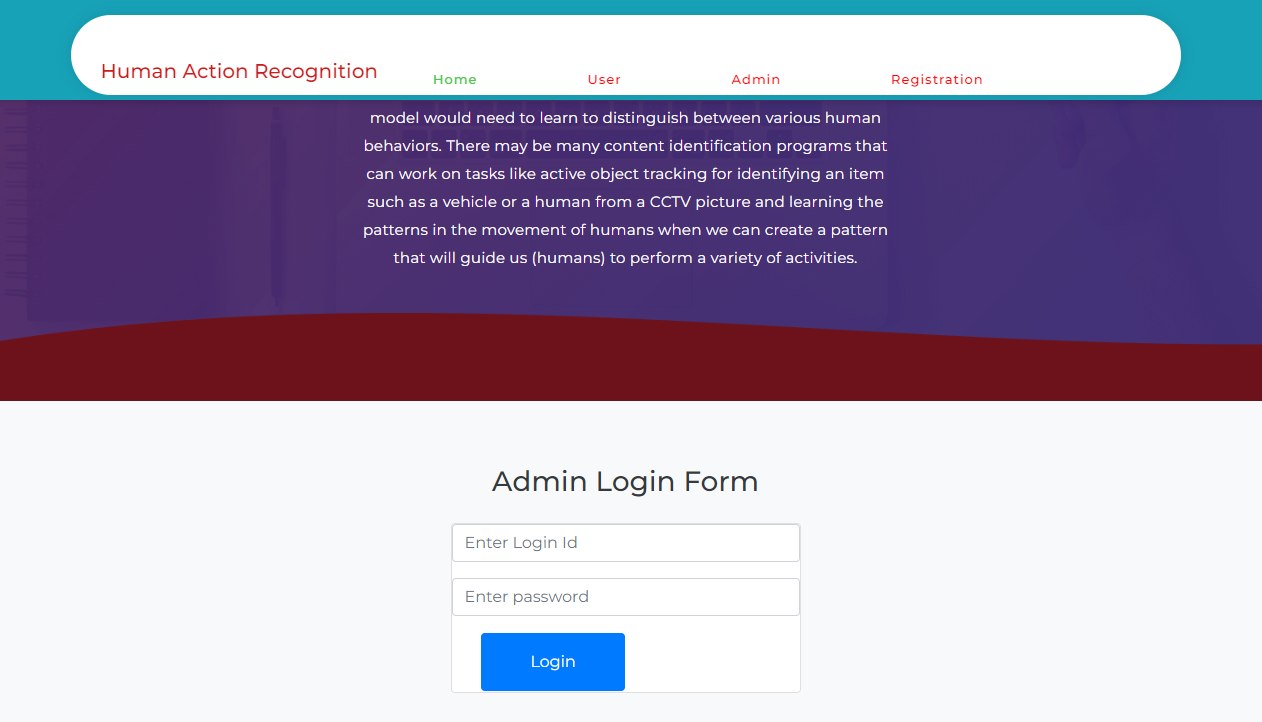 Human Action Recognition
Home User Admin Registration
model would need to learn to distinguish between various human
behaviors. There may be many content identification programs that
can work on tasks like active object tracking for identifying an item
such as a vehicle or a human from a CCTV picture and learning the
patterns in the movement of humans when we can create a pattern
that will guide us (humans) to perform a variety of activities.
Admin Login Form
Enter Login Id
Enter password
Login